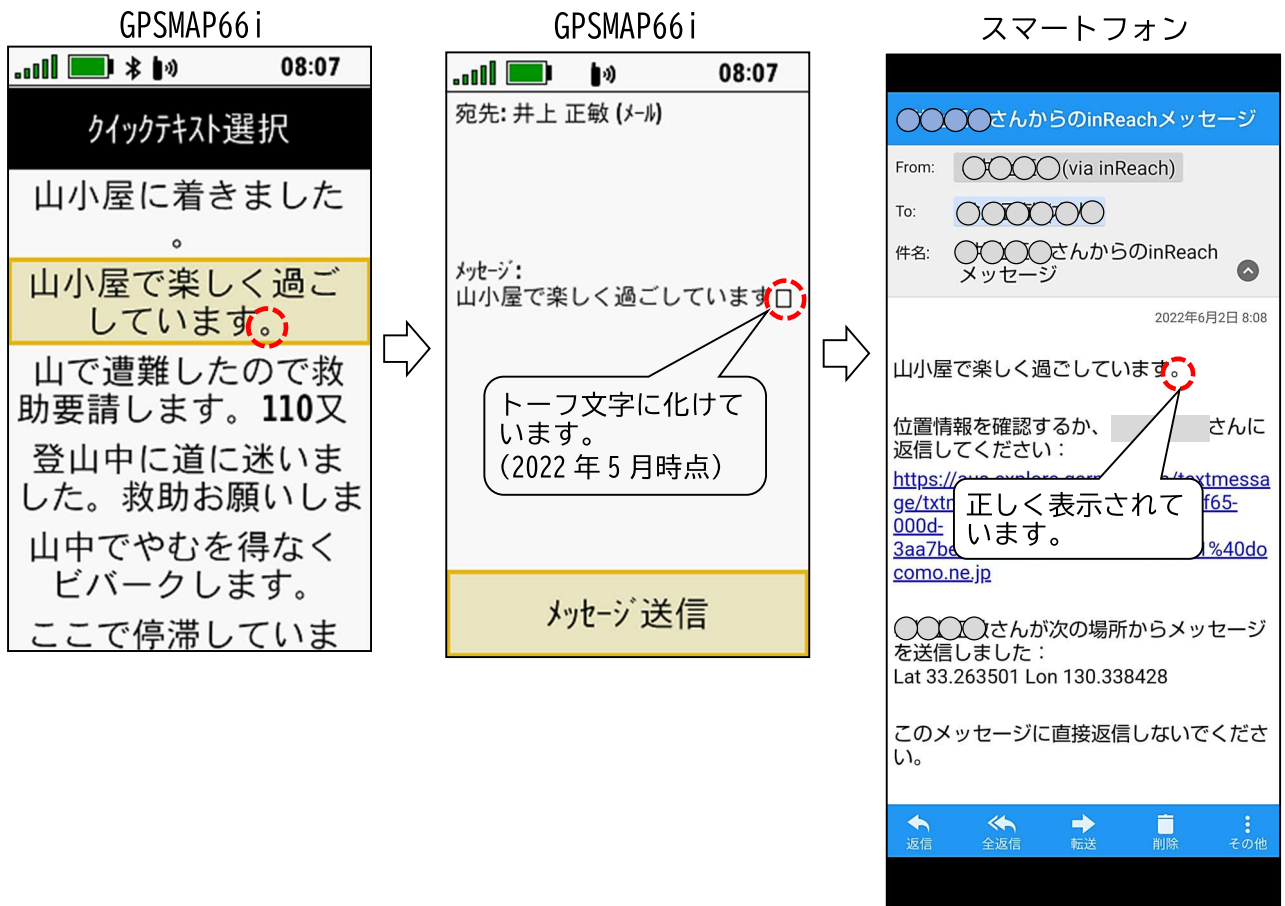 GPSMAP66i
08:07
クイックテキスト選択
山小屋に着きました
。
山小屋で楽しく過ご
しています。
山で遭難したので救
助要請します。110又
登山中に道に迷いま
した。救助お願いしま
山中でやむを得なく
ビバークします。
ここで停滞していま
GPSMAP66i
08:07
宛先: 井上 正敏 (ﾒｰﾙ)
ﾒｯｾｰｼﾞ:
山小屋で楽しく過ごしています□
トーフ文字に化けて
います。
(2022年5月時点)
ﾒｯｾｰｼﾞ送信
スマートフォン
さんからのinReachメッセージ
From: (via inReach)
To:
件名: さんからのinReach
メッセージ
2022年6月2日 8:08
山小屋で楽しく過ごしています。
位置情報を確認するか、 さんに
返信してください：
https:// textmessa
ge/txtr f65-
000d-
3aa7be 1%40do
como.ne.jp
正しく表示されて
います。
さんが次の場所からメッセージ
を送信しました：
Lat 33.263501 Lon 130.338428
このメッセージに直接返信しないでくださ
い。
返信 全返信 転送 削除 その他